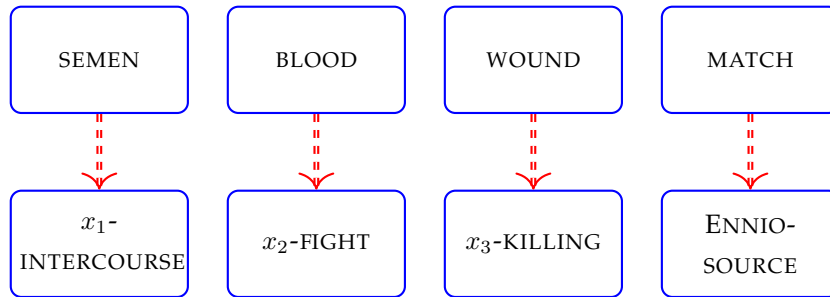 SEMEN
BLOOD
WOUND
MATCH
x₁-
INTERCOURSE
x₂-FIGHT
x₃-KILLING
ENNIO-
SOURCE